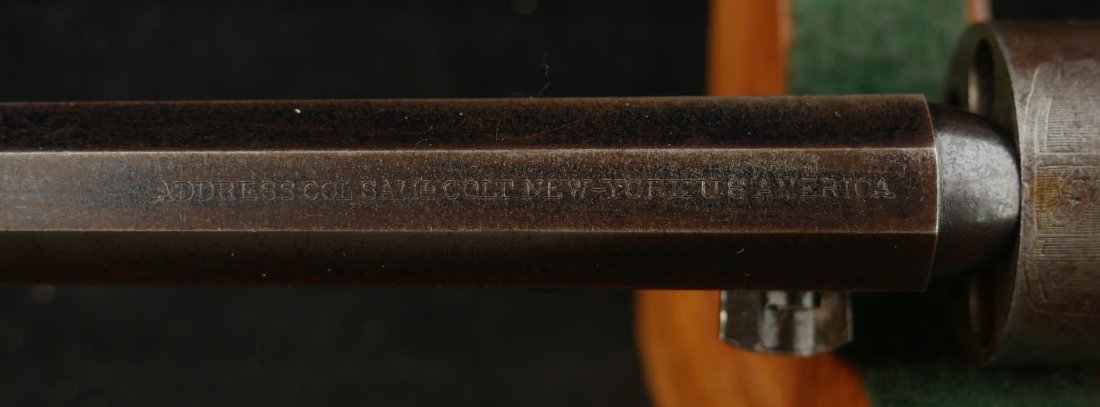 ADDRESS COL. SAML COLT NEW-YORK U.S. AMERICA